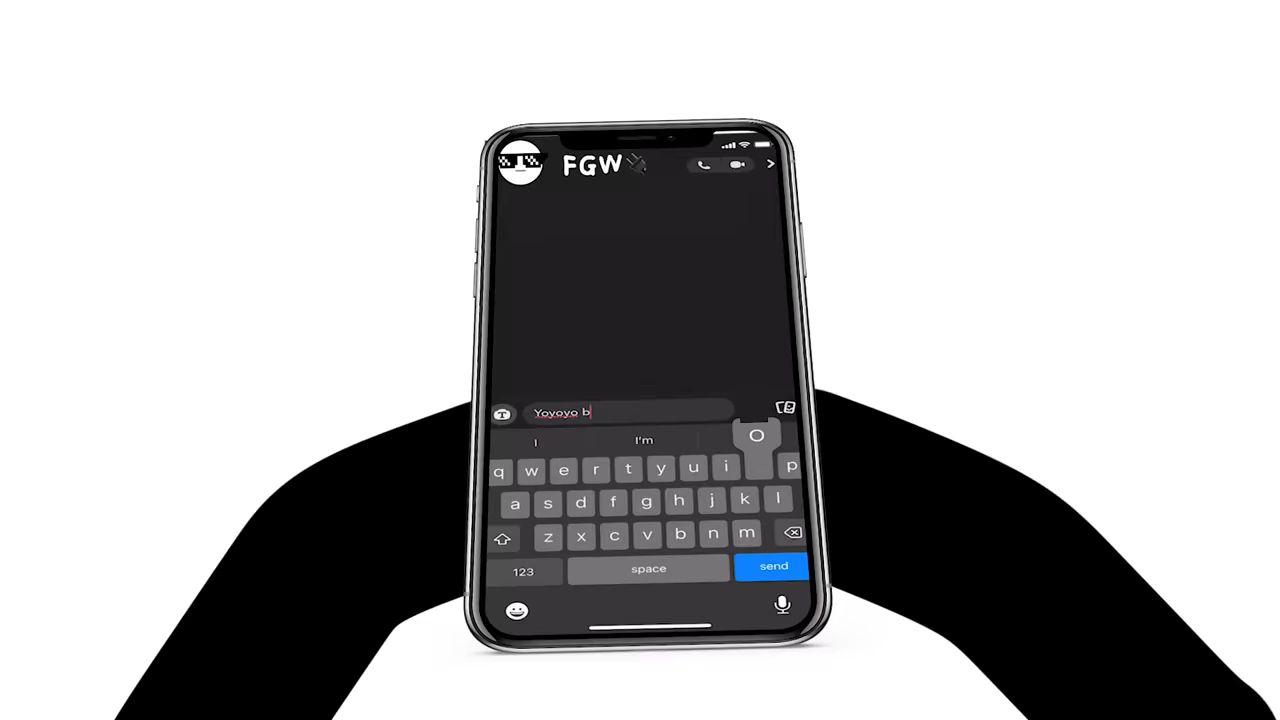 FGW
Yoyoyo b
I I'm
O
q w e r t y u i p
a s d f g h j k l
z x c v b n m
123 space send